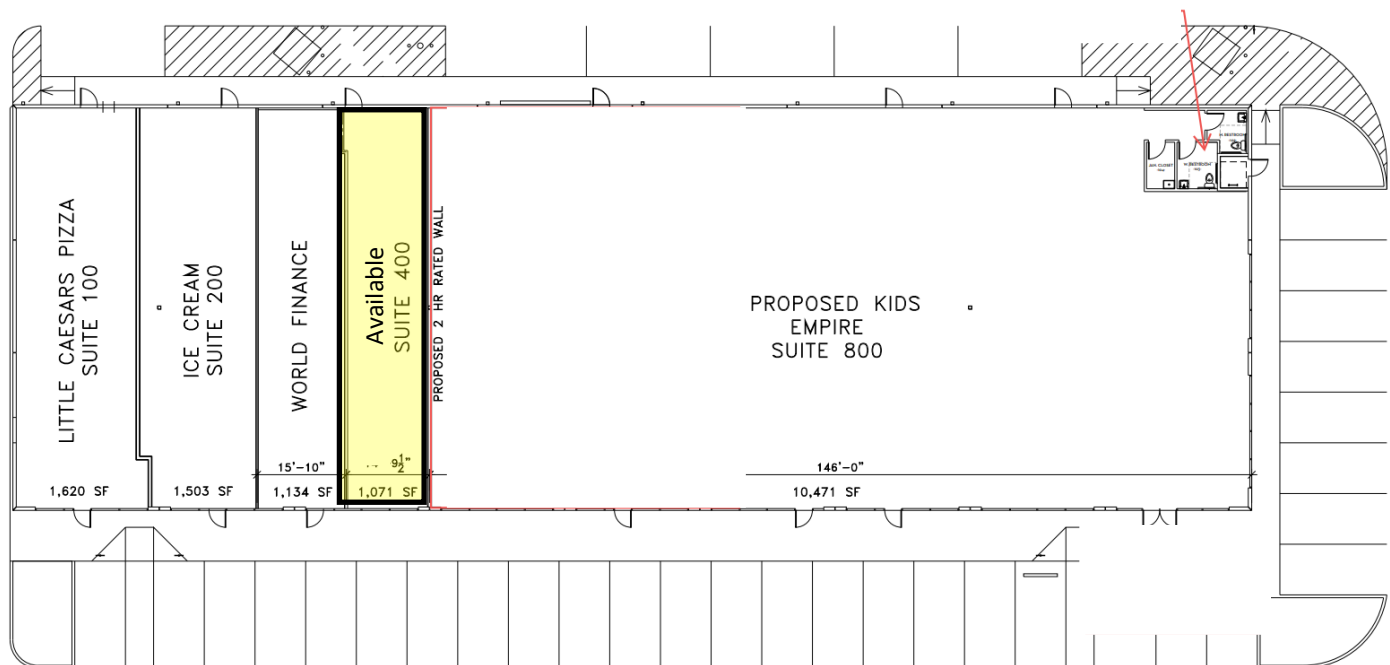 LITTLE CAESARS PIZZA
SUITE 100
1,620 SF
ICE CREAM
SUITE 200
1,503 SF
WORLD FINANCE
15'-10"
1,134 SF
Available
SUITE 400
9½"
1,071 SF
PROPOSED 2 HR RATED WALL
PROPOSED KIDS
EMPIRE
SUITE 800
146'-0"
10,471 SF